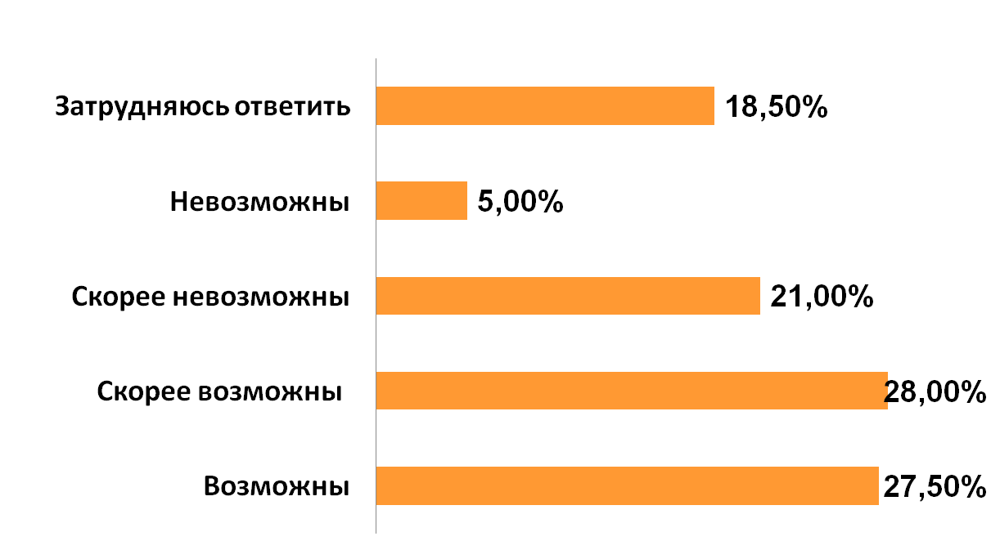 Затрудняюсь ответить 18,50%
Невозможны 5,00%
Скорее невозможны 21,00%
Скорее возможны 28,00%
Возможны 27,50%